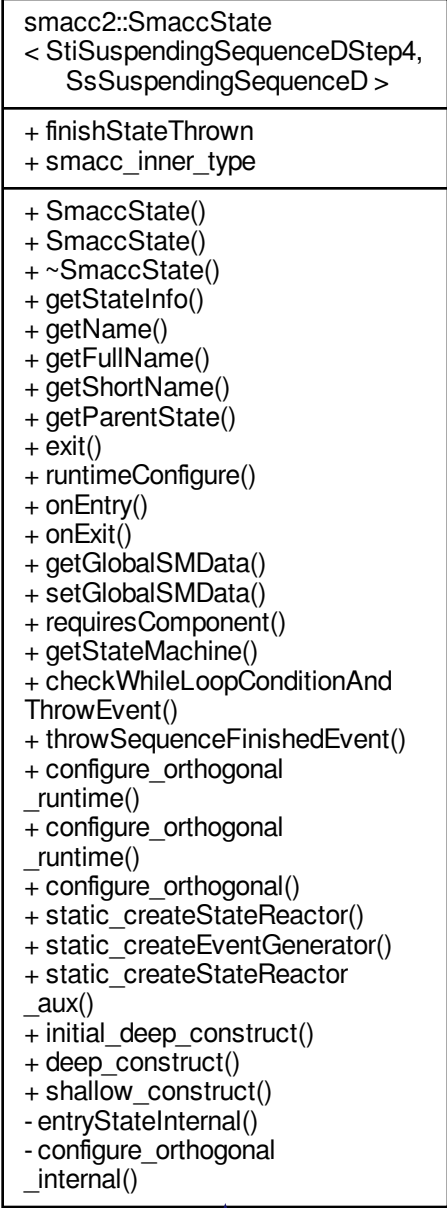 smacc2::SmaccState
< StiSuspendingSequenceDStep4,
SsSuspendingSequenceD >
+ finishStateThrown
+ smacc_inner_type
+ SmaccState()
+ SmaccState()
+ ~SmaccState()
+ getStateInfo()
+ getName()
+ getFullName()
+ getShortName()
+ getParentState()
+ exit()
+ runtimeConfigure()
+ onEntry()
+ onExit()
+ getGlobalSMData()
+ setGlobalSMData()
+ requiresComponent()
+ getStateMachine()
+ checkWhileLoopConditionAnd
ThrowEvent()
+ throwSequenceFinishedEvent()
+ configure_orthogonal
_runtime()
+ configure_orthogonal
_runtime()
+ configure_orthogonal()
+ static_createStateReactor()
+ static_createEventGenerator()
+ static_createStateReactor
_aux()
+ initial_deep_construct()
+ deep_construct()
+ shallow_construct()
- entryStateInternal()
- configure_orthogonal
_internal()